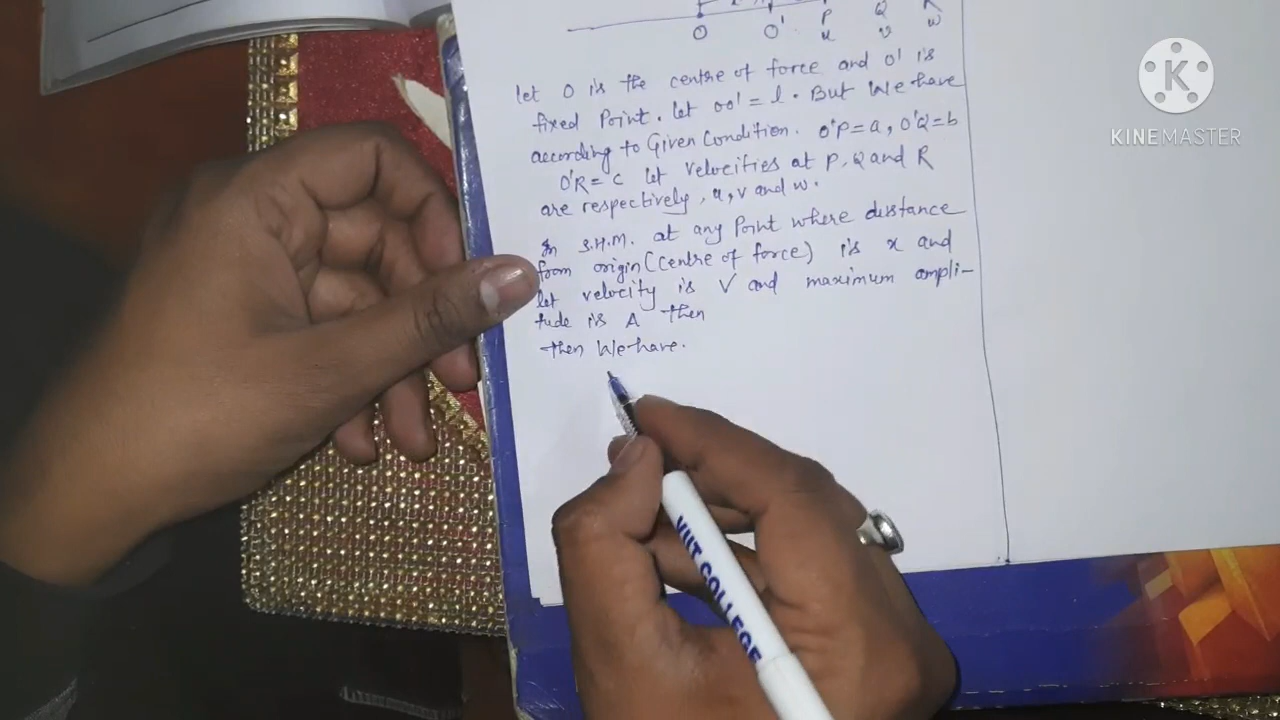 O O' P Q R
u v w
let O is the centre of force and O' is
fixed Point. let OO' = l. But We have
according to Given Condition. O'P=a, O'Q=b
O'R=c let velocities at P, Q and R
are respectively, u, v and w.
In S.H.M. at any Point where distance
from origin (centre of force) is x and
let velocity is V and maximum ampli-
tude is A then
then We have.
K
KINEMASTER
VIIT COLLEGE